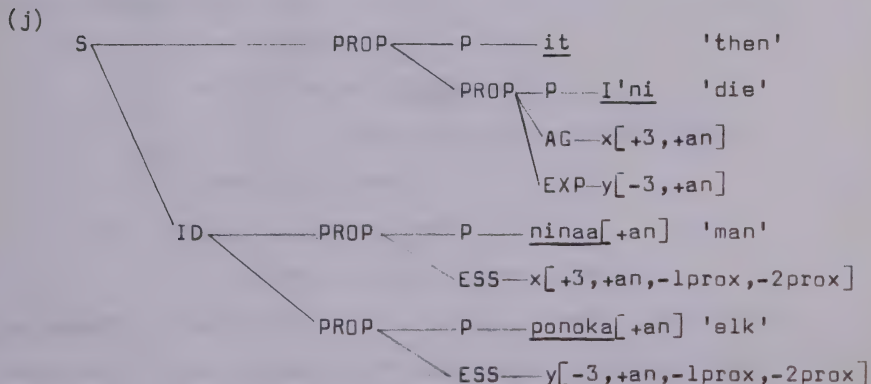 (j)
S PROP P it 'then'
PROP P I'ni 'die'
AG x[+3,+an]
EXP y[-3,+an]
ID PROP P ninaa[+an] 'man'
ESS x[+3,+an,-1prox,-2prox]
PROP P ponoka[+an] 'elk'
ESS y[-3,+an,-1prox,-2prox]